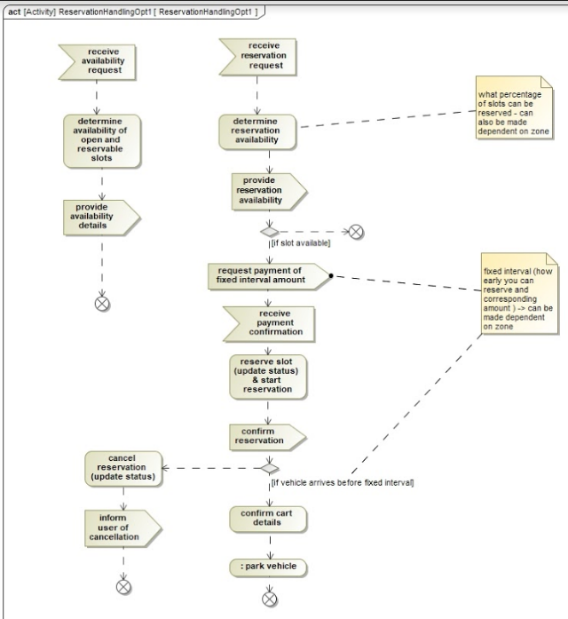 act [Activity] ReservationHandlingOpt1 [ ReservationHandlingOpt1 ]
receive
availability
request
determine
availability of
open and
reservable
slots
provide
availability
details
receive
reservation
request
determine
reservation
availability
what percentage
of slots can be
reserved - can
also be made
dependent on zone
provide
reservation
availability
[if slot available]
request payment of
fixed interval amount
fixed interval (how
early you can
reserve and
corresponding
amount ) -> can be
made dependent
on zone
receive
payment
confirmation
reserve slot
(update status)
& start
reservation
confirm
reservation
cancel
reservation
(update status)
[if vehicle arrives before fixed interval]
inform
user of
cancellation
confirm cart
details
: park vehicle